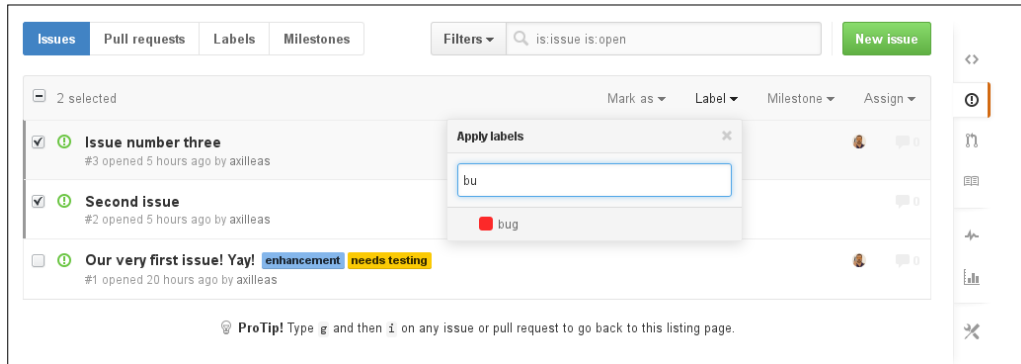 Issues Pull requests Labels Milestones Filters is:issue is:open New issue
2 selected Mark as Label Milestone Assign
Issue number three 0
#3 opened 5 hours ago by axilleas
Apply labels
bu
bug
Second issue 0
#2 opened 5 hours ago by axilleas
Our very first issue! Yay! enhancement needs testing 0
#1 opened 20 hours ago by axilleas
ProTip! Type g and then i on any issue or pull request to go back to this listing page.